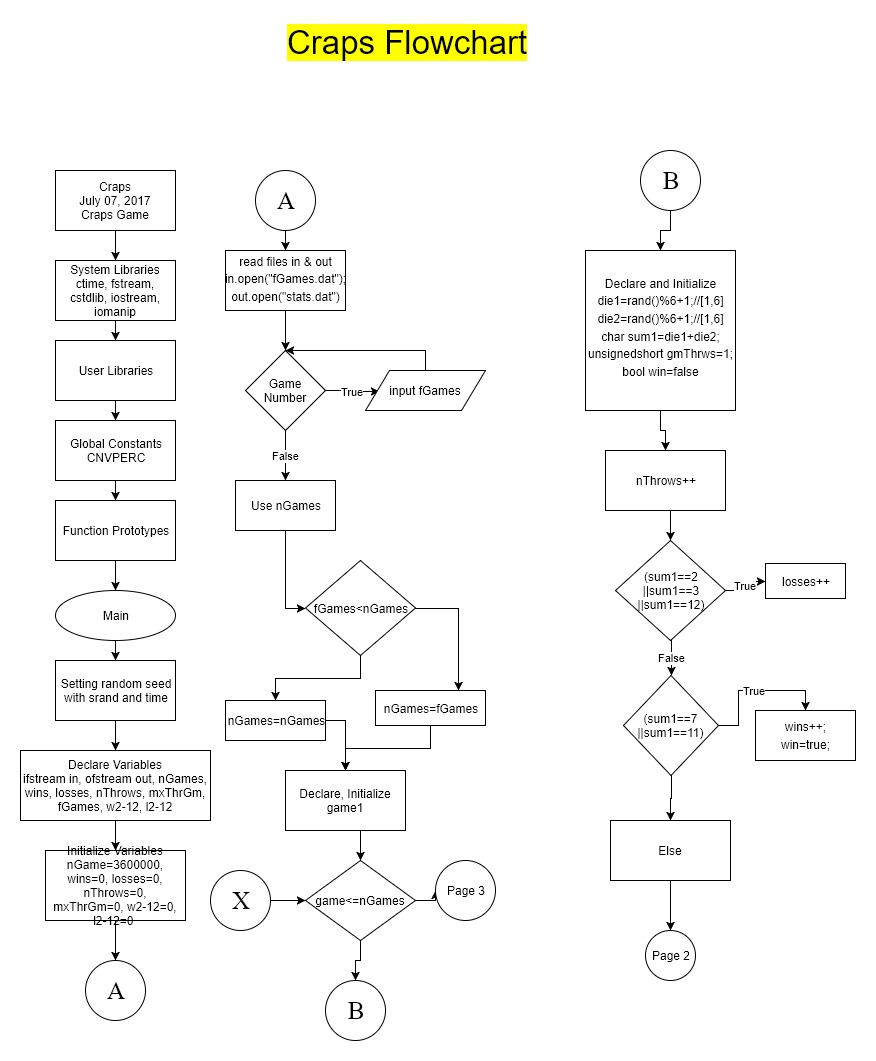 Craps Flowchart
Craps
July 07, 2017
Craps Game
System Libraries
ctime, fstream,
cstdlib, iostream,
iomanip
User Libraries
Global Constants
CNVPERC
Function Prototypes
Main
Setting random seed
with srand and time
Declare Variables
ifstream in, ofstream out, nGames,
wins, losses, nThrows, mxThrGm,
fGames, w2-12, l2-12
Initialize Variables
nGame=3600000,
wins=0, losses=0,
nThrows=0,
mxThrGm=0, w2-12=0,
l2-12=0
A
A
read files in & out
in.open("fGames.dat");
out.open("stats.dat")
Game
Number
True
input fGames
False
Use nGames
fGames<nGames
nGames=nGames
nGames=fGames
Declare, Initialize
game1
X
game<=nGames
Page 3
B
B
Declare and Initialize
die1=rand()%6+1;//[1,6]
die2=rand()%6+1;//[1,6]
char sum1=die1+die2;
unsignedshort gmThrws=1;
bool win=false
nThrows++
(sum1==2
||sum1==3
||sum1==12)
True
losses++
False
(sum1==7
||sum1==11)
True
wins++;
win=true;
Else
Page 2